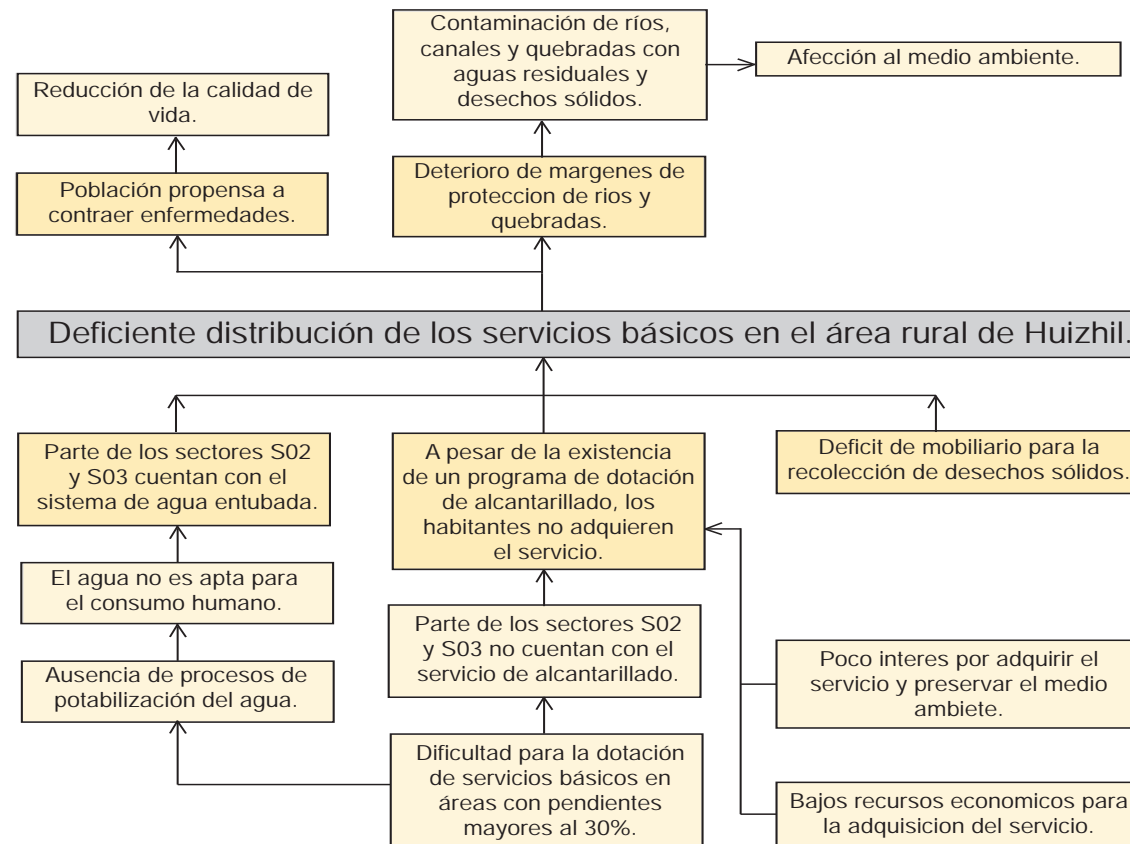 Contaminación de ríos,
canales y quebradas con
aguas residuales y
desechos sólidos.
Afección al medio ambiente.
Reducción de la calidad de
vida.
Población propensa a
contraer enfermedades.
Deterioro de margenes de
proteccion de rios y
quebradas.
Deficiente distribución de los servicios básicos en el área rural de Huizhil.
Parte de los sectores S02
y S03 cuentan con el
sistema de agua entubada.
A pesar de la existencia
de un programa de dotación
de alcantarillado, los
habitantes no adquieren
el servicio.
Deficit de mobiliario para la
recolección de desechos sólidos.
El agua no es apta para
el consumo humano.
Parte de los sectores S02
y S03 no cuentan con el
servicio de alcantarillado.
Ausencia de procesos de
potabilización del agua.
Poco interes por adquirir el
servicio y preservar el medio
ambiete.
Dificultad para la dotación
de servicios básicos en
áreas con pendientes
mayores al 30%.
Bajos recursos economicos para
la adquisicion del servicio.